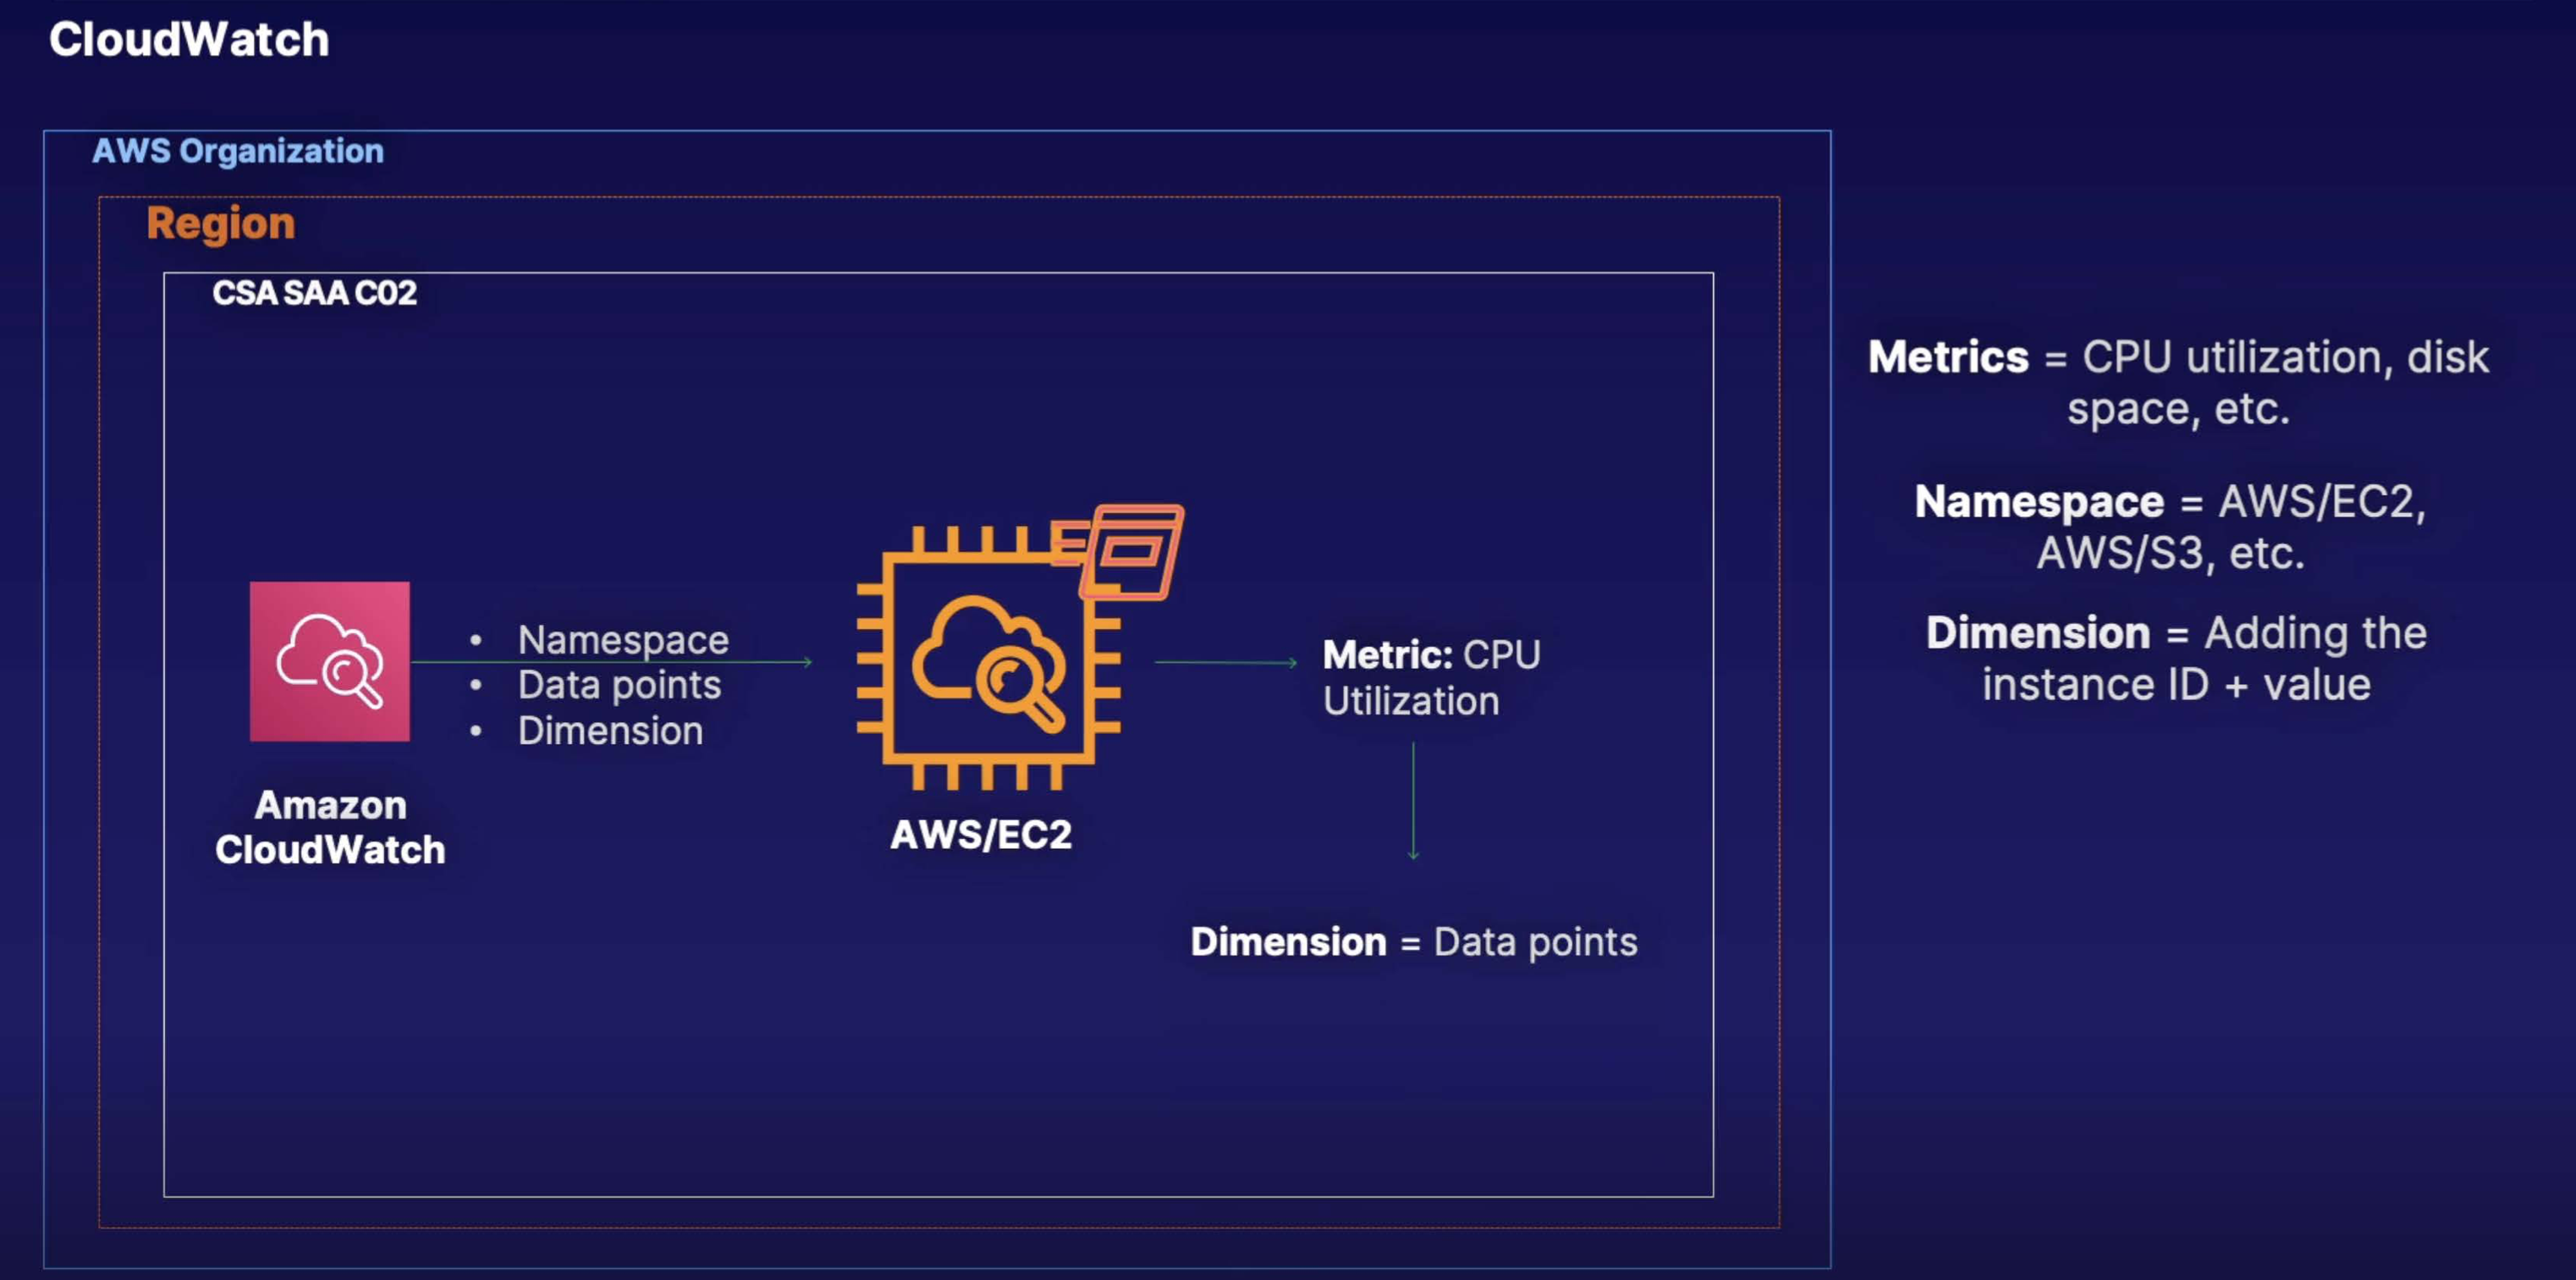 CloudWatch
AWS Organization
Region
CSA SAA C02
• Namespace
• Data points
• Dimension
Amazon
CloudWatch
AWS/EC2
Metric: CPU
Utilization
Dimension = Data points
Metrics = CPU utilization, disk
space, etc.
Namespace = AWS/EC2,
AWS/S3, etc.
Dimension = Adding the
instance ID + value